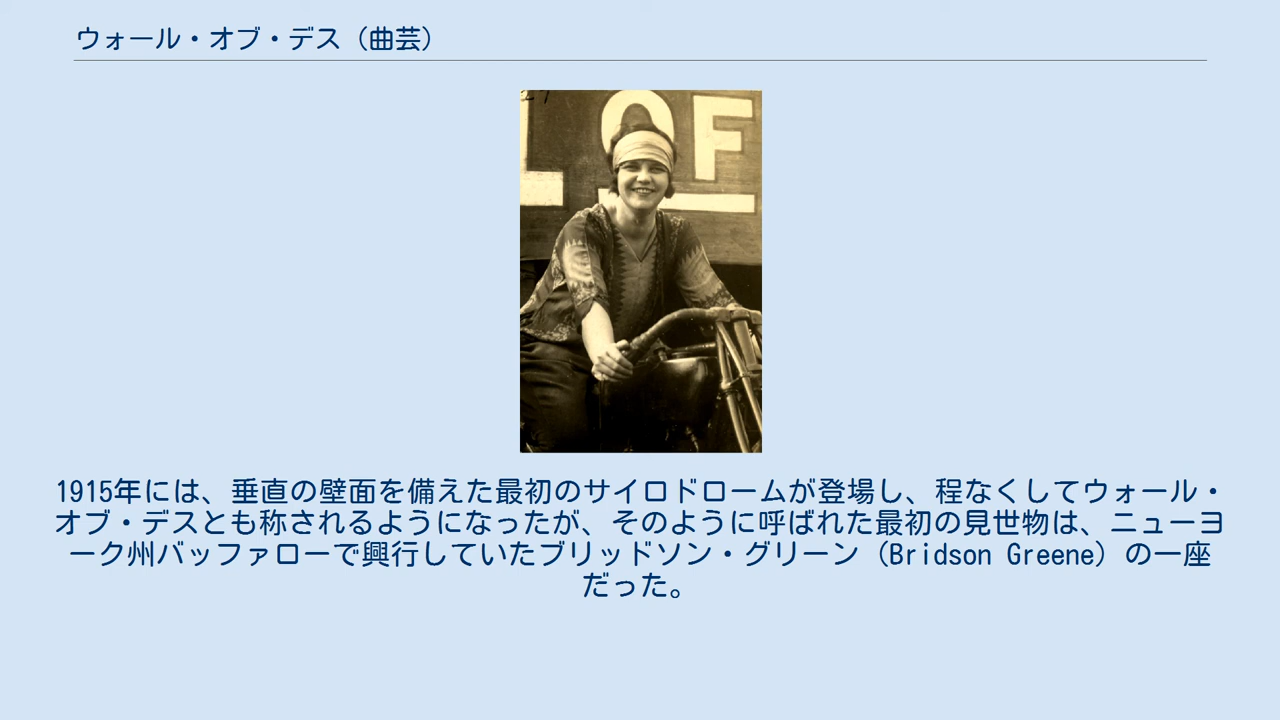 ウォール・オブ・デス（曲芸）
27
L OF
1915年には、垂直の壁面を備えた最初のサイロドロームが登場し、程なくしてウォール・
オブ・デスとも称されるようになったが、そのように呼ばれた最初の見世物は、ニューヨ
ーク州バッファローで興行していたブリッドソン・グリーン（Bridson Greene）の一座
だった。